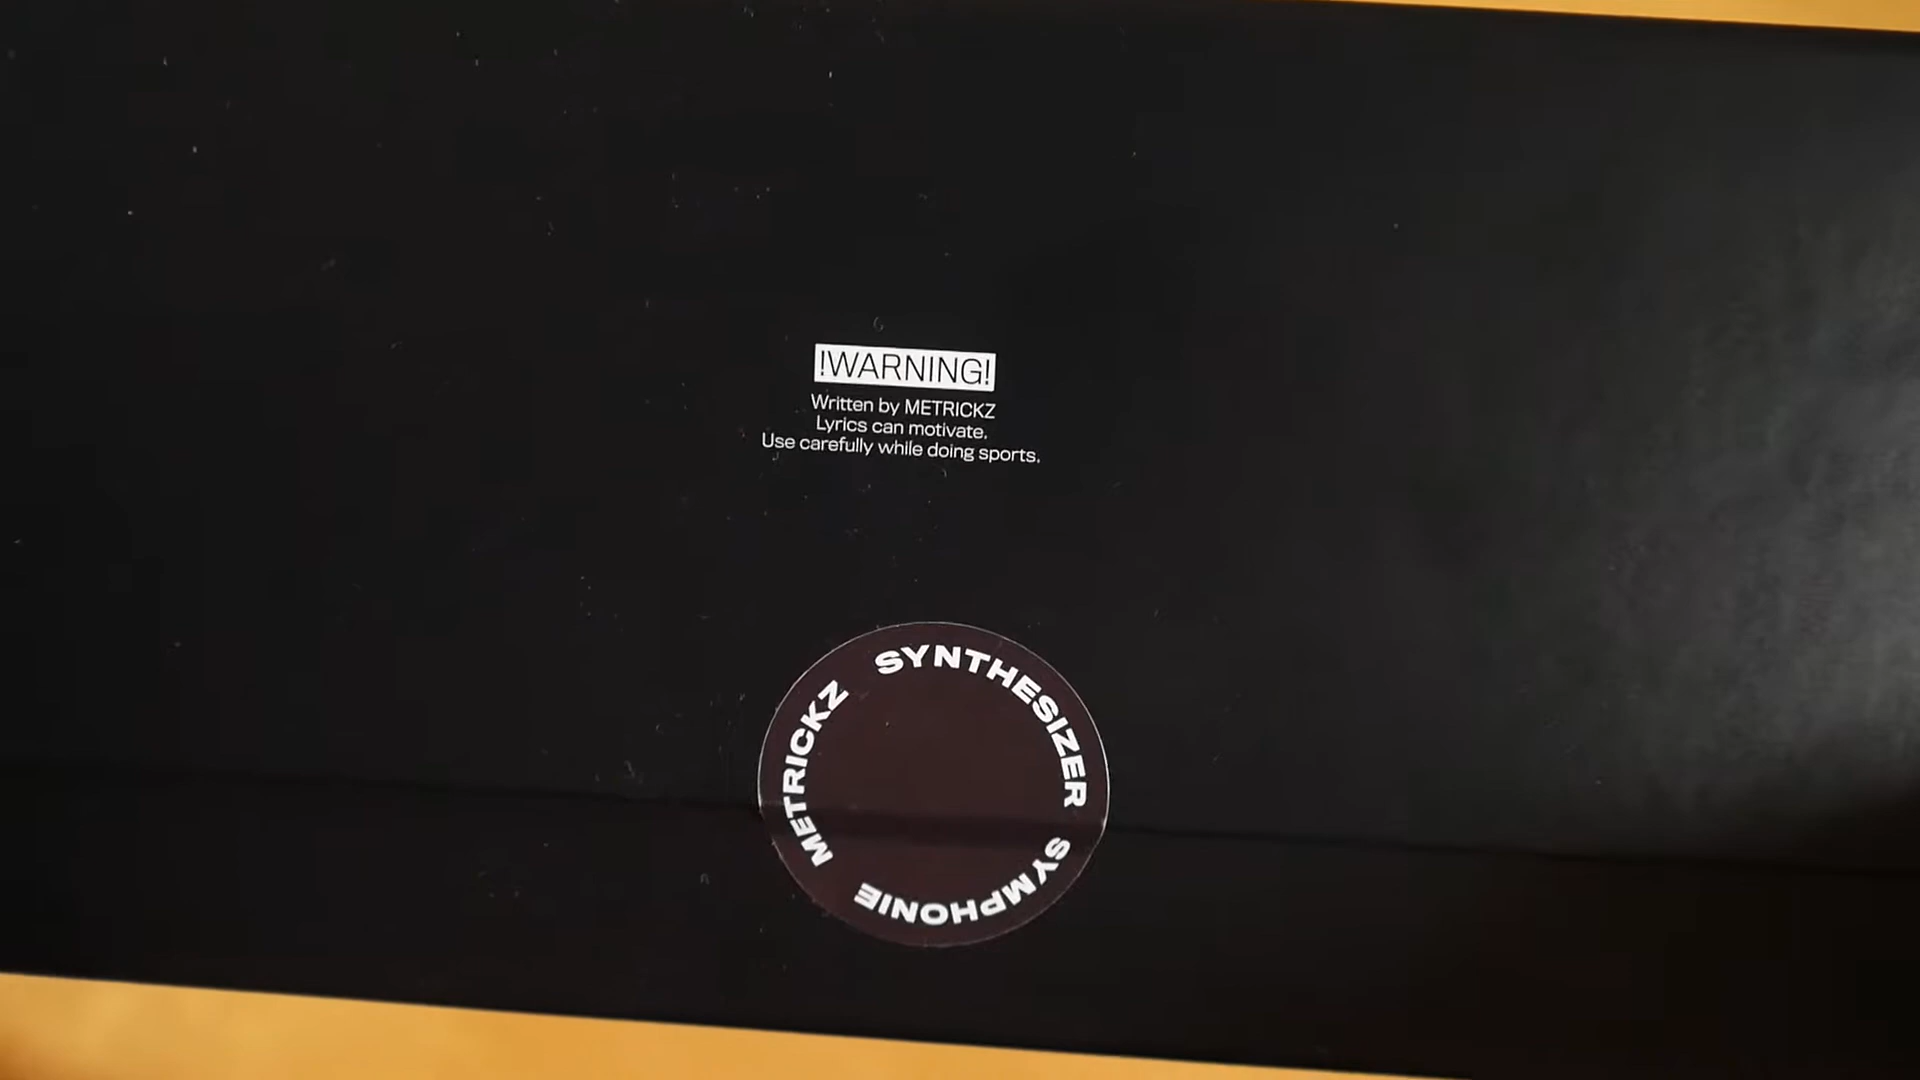 !WARNING!
Written by METRICKZ
Lyrics can motivate.
Use carefully while doing sports.
METRICKZ SYNTHESIZER SYMPHONIE